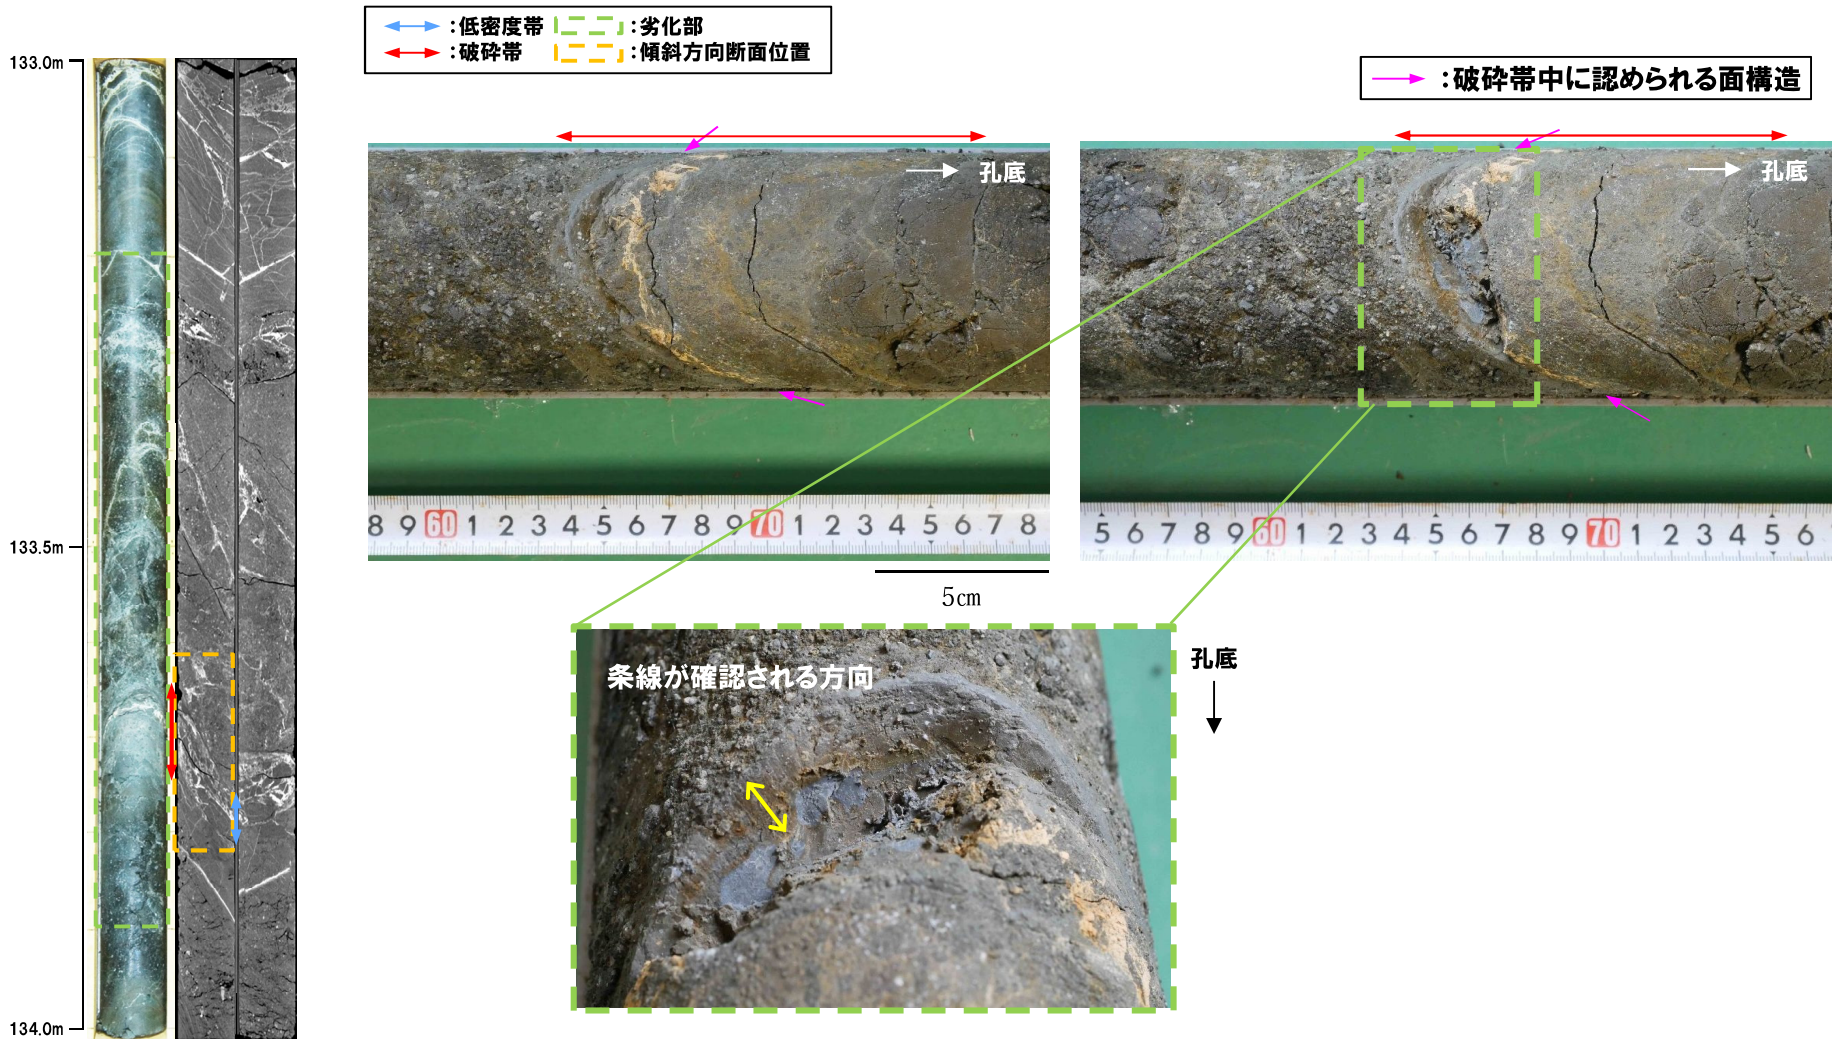 :低密度帯 :劣化部
:破砕帯 :傾斜方向断面位置
:破砕帯中に認められる面構造
133.0m
133.5m
134.0m
孔底
孔底
8 9 60 1 2 3 4 5 6 7 8 9 70 1 2 3 4 5 6 7 8
5 6 7 8 9 60 1 2 3 4 5 6 7 8 9 70 1 2 3 4 5 6
5cm
条線が確認される方向
孔底